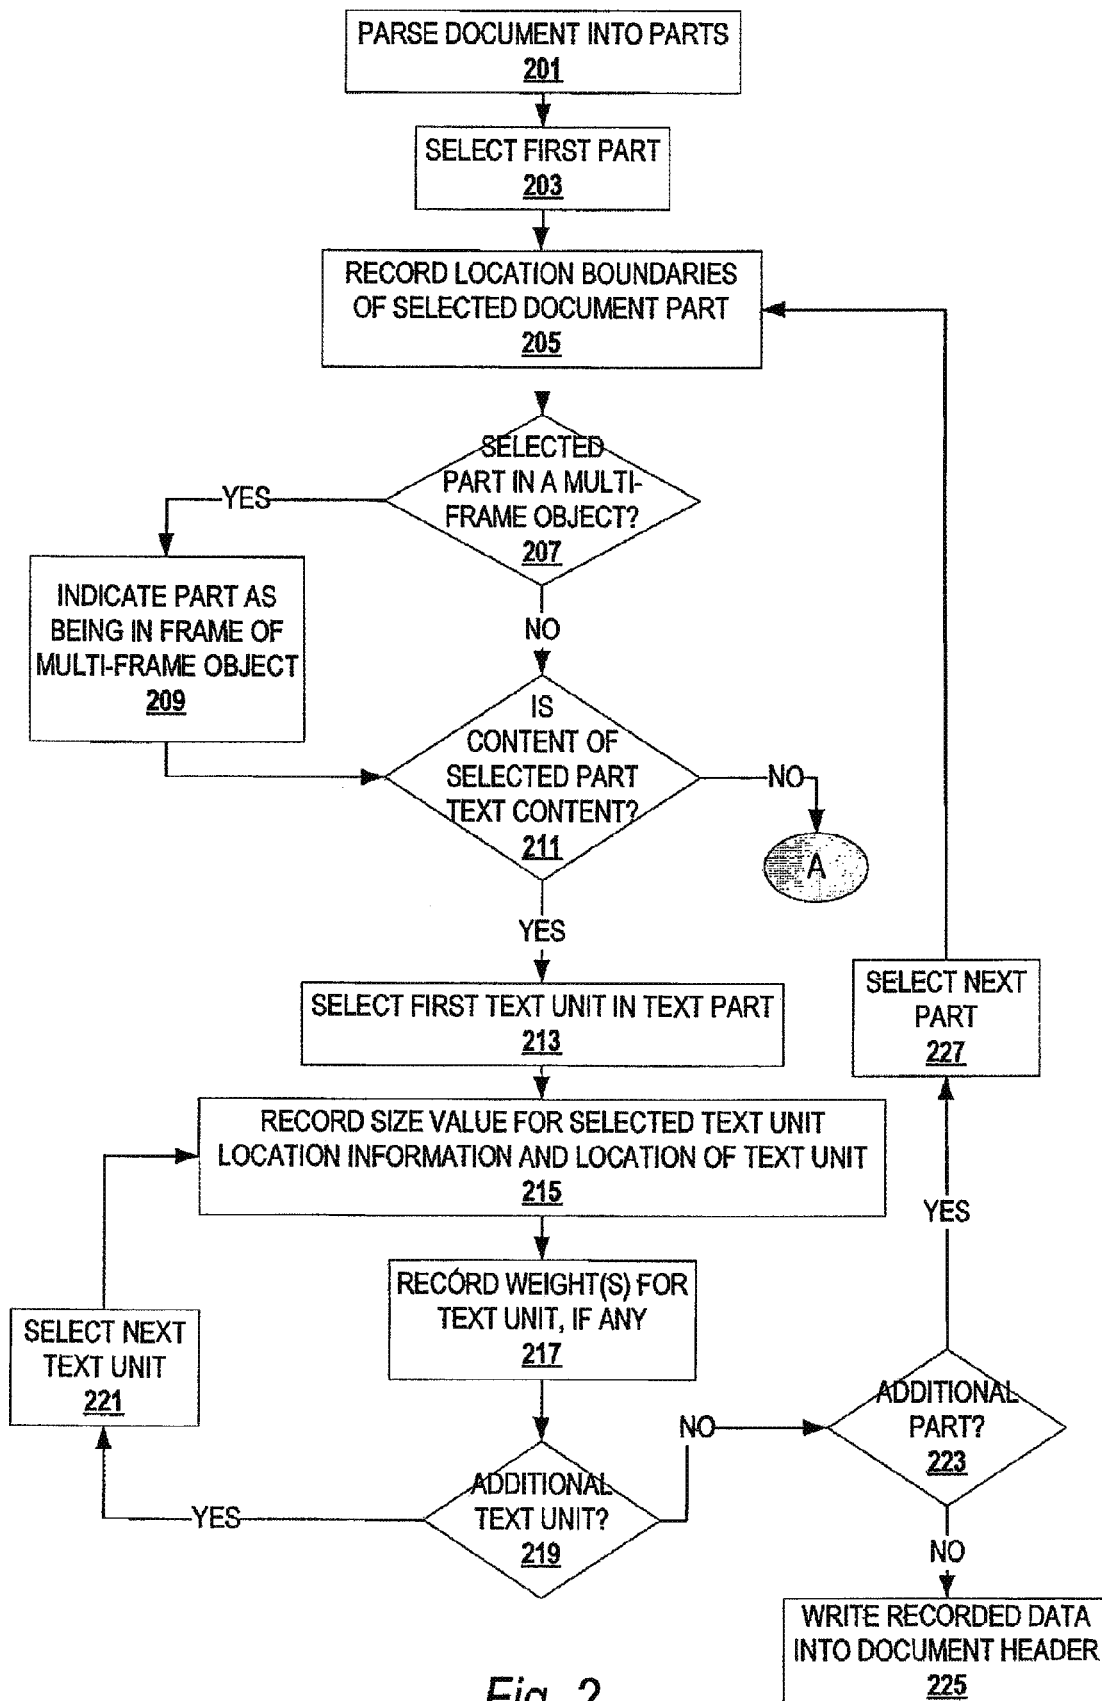 PARSE DOCUMENT INTO PARTS
201
SELECT FIRST PART
203
RECORD LOCATION BOUNDARIES
OF SELECTED DOCUMENT PART
205
SELECTED
PART IN A MULTI-
FRAME OBJECT?
207
YES
INDICATE PART AS
BEING IN FRAME OF
MULTI-FRAME OBJECT
209
NO
IS
CONTENT OF
SELECTED PART
TEXT CONTENT?
211
NO
A
YES
SELECT FIRST TEXT UNIT IN TEXT PART
213
SELECT NEXT
PART
227
RECORD SIZE VALUE FOR SELECTED TEXT UNIT
LOCATION INFORMATION AND LOCATION OF TEXT UNIT
215
YES
RECÓRD WEIGHT(S) FOR
TEXT UNIT, IF ANY
217
SELECT NEXT
TEXT UNIT
221
ADDITIONAL
PART?
223
NO
ADDITIONAL
TEXT UNIT?
219
YES
NO
WRITE RECORDED DATA
INTO DOCUMENT HEADER
225
Fig. 2